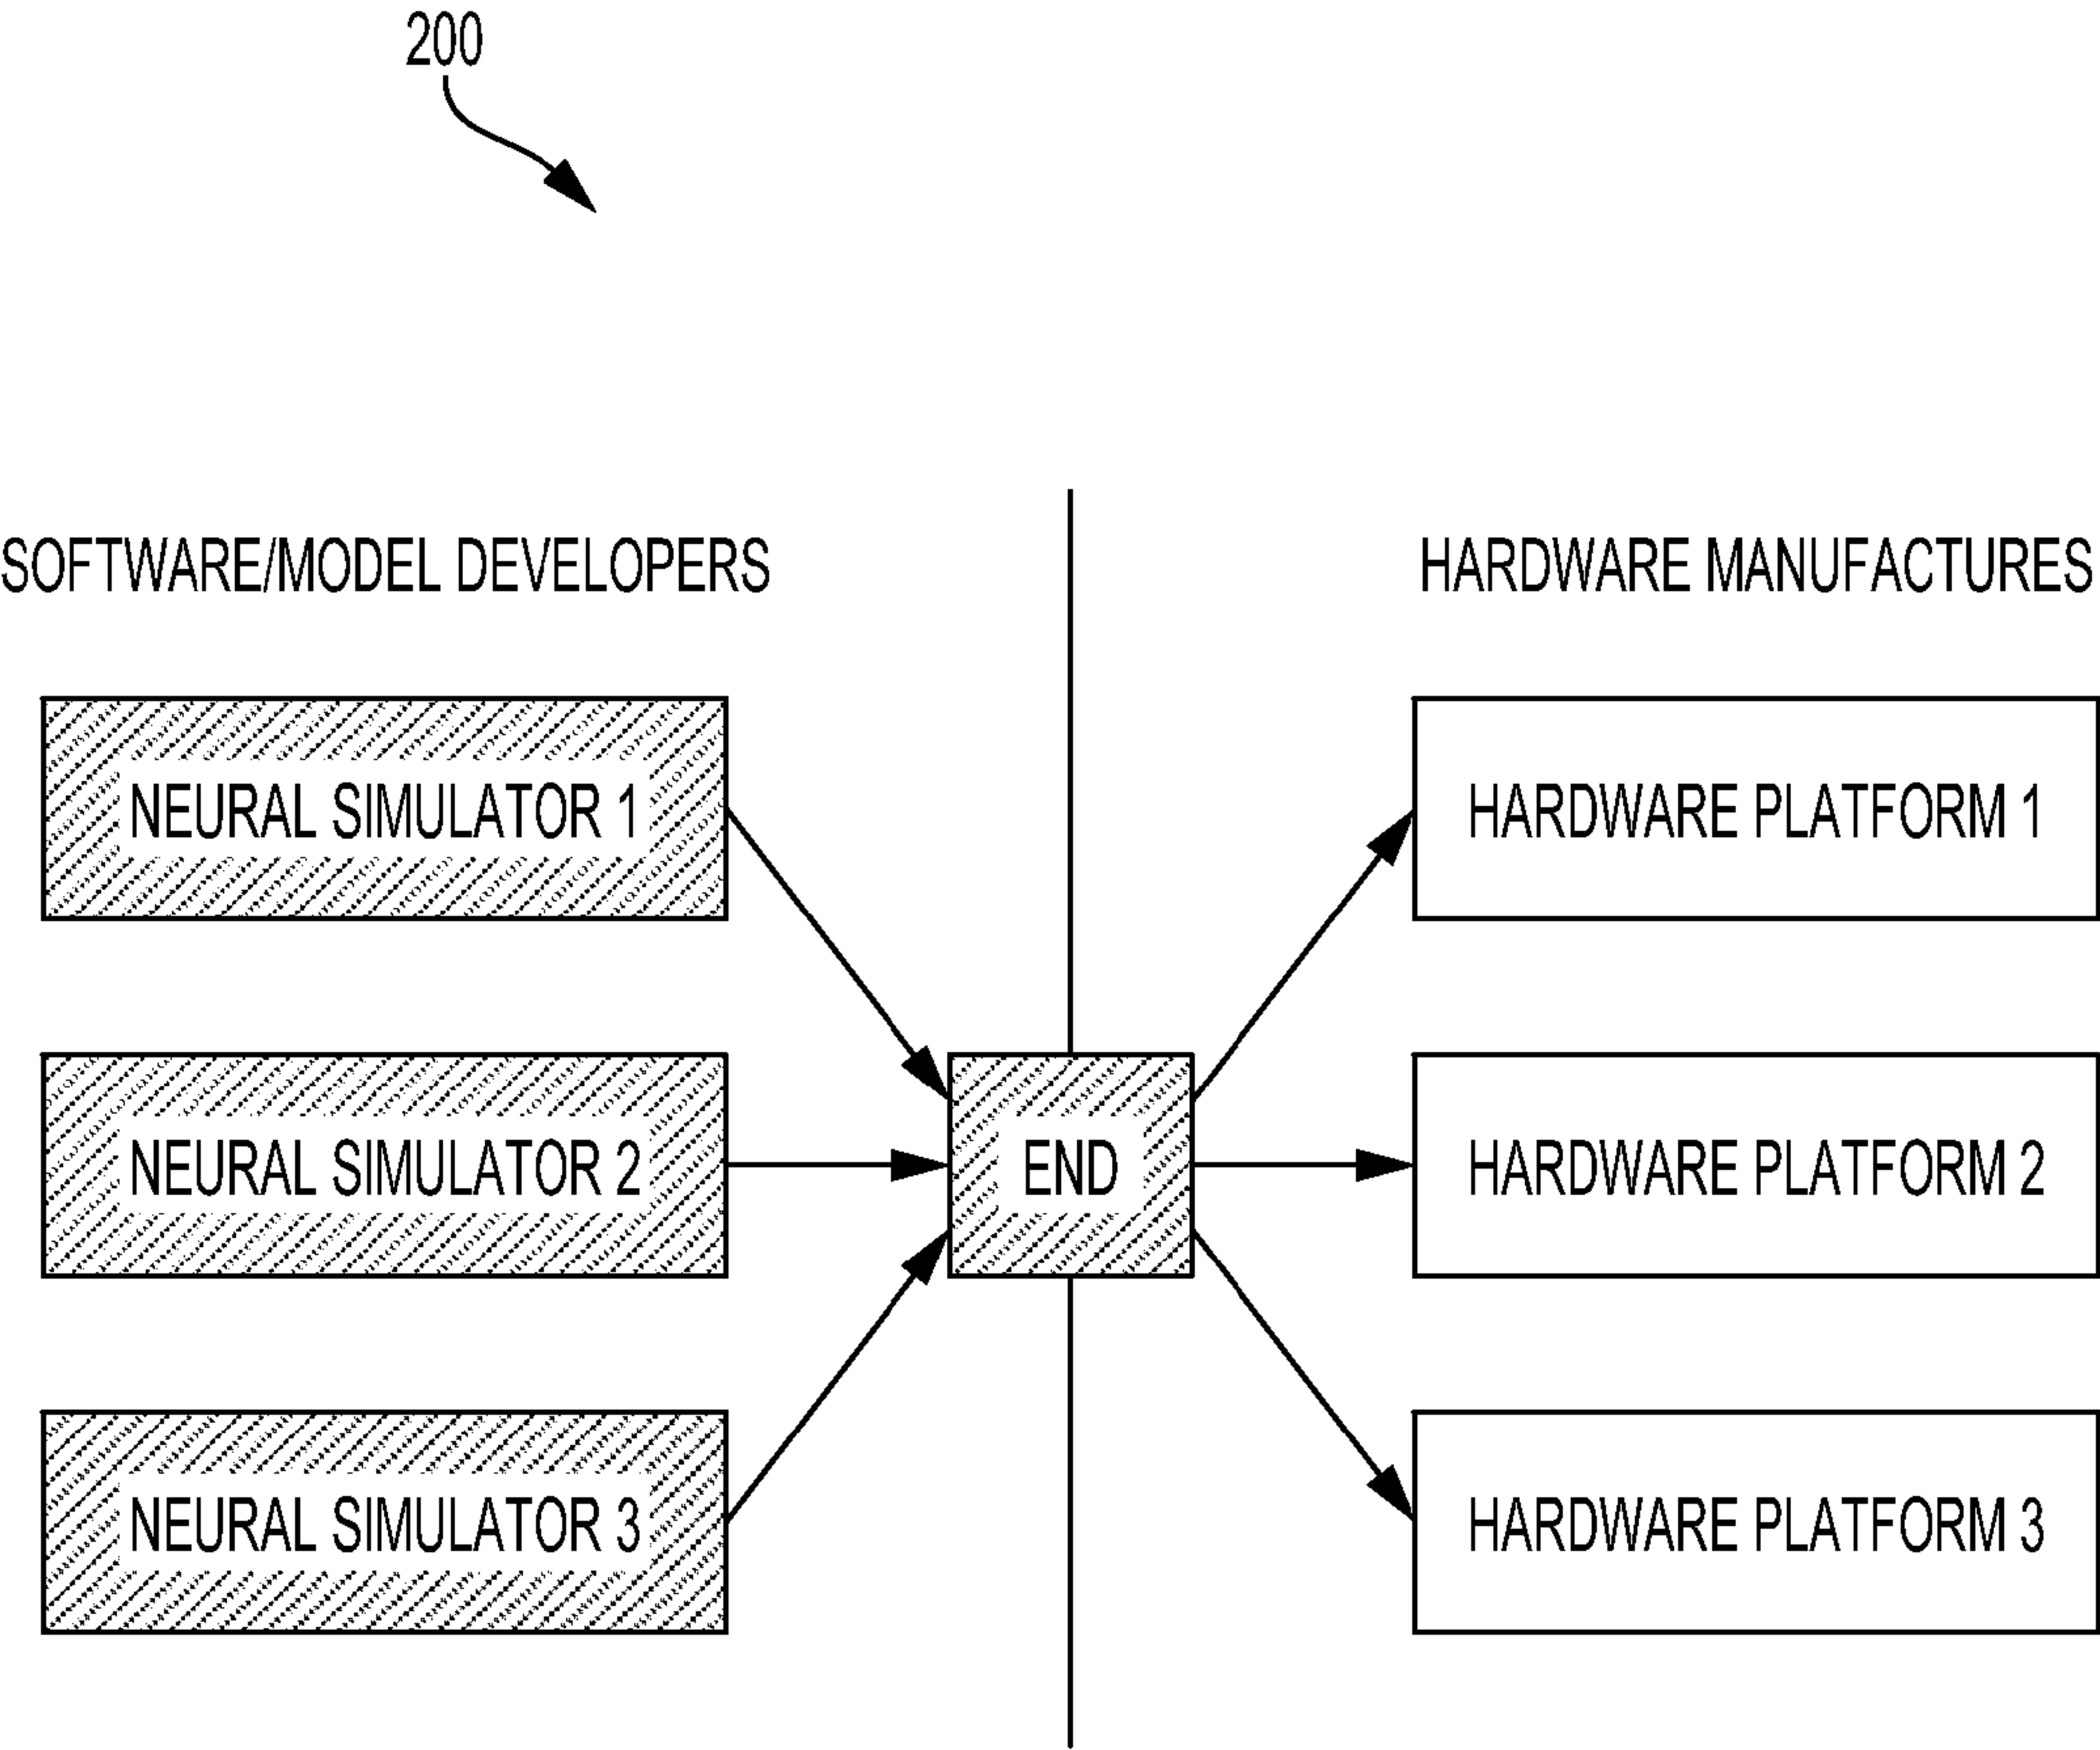 200
SOFTWARE/MODEL DEVELOPERS
HARDWARE MANUFACTURES
NEURAL SIMULATOR 1
HARDWARE PLATFORM 1
NEURAL SIMULATOR 2
END
HARDWARE PLATFORM 2
NEURAL SIMULATOR 3
HARDWARE PLATFORM 3